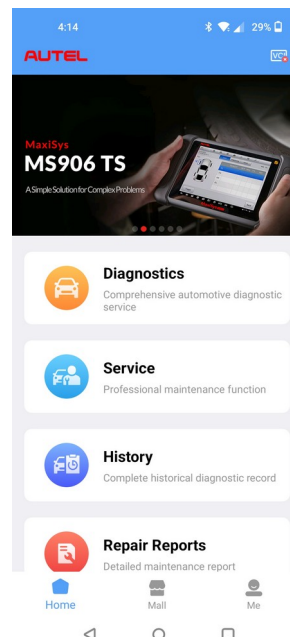 4:14
29%
AUTEL
VCI
MaxiSys
MS906 TS
A Simple Solution for Complex Problems
Diagnostics
Comprehensive automotive diagnostic
service
Service
Professional maintenance function
History
Complete historical diagnostic record
Repair Reports
Detailed maintenance report
Home
Mall
Me